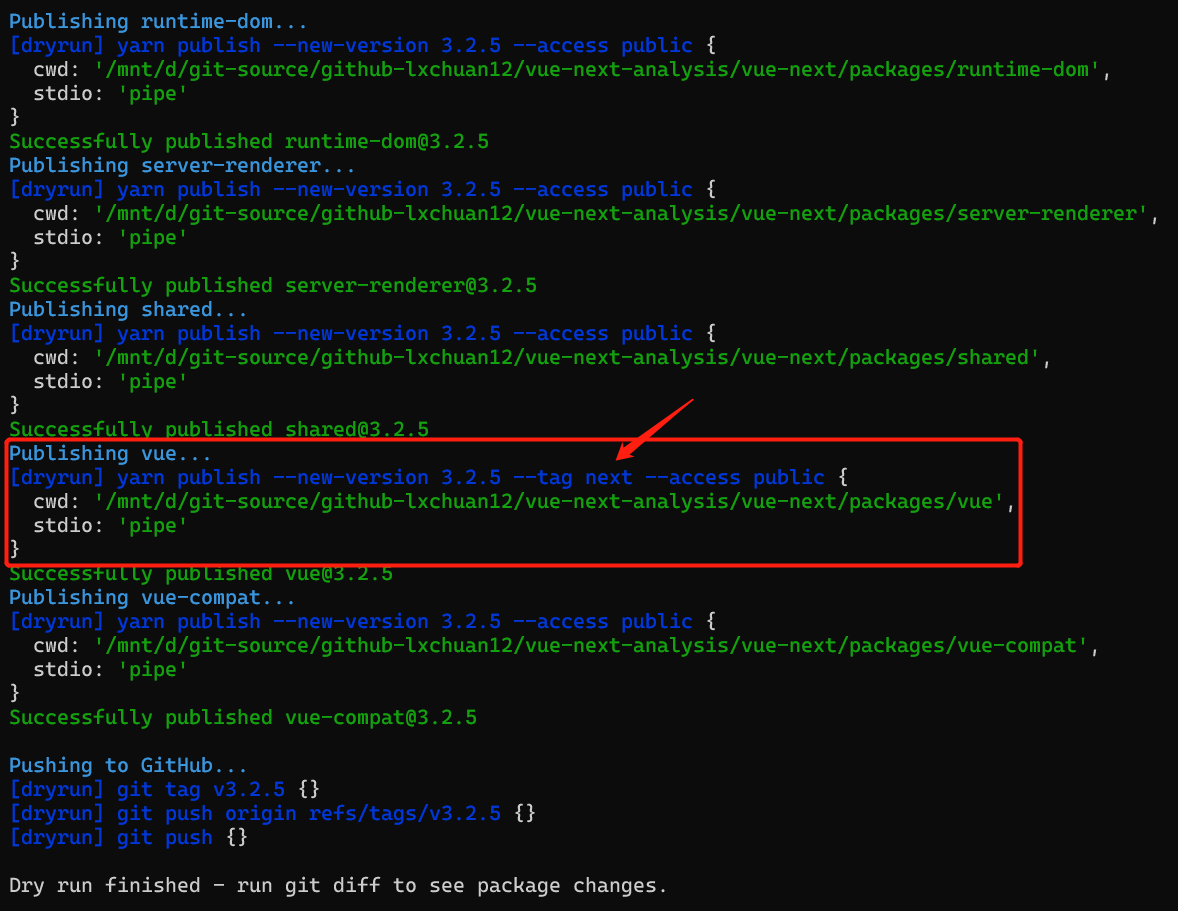 Publishing runtime-dom...
[dryrun] yarn publish --new-version 3.2.5 --access public {
  cwd: '/mnt/d/git-source/github-lxchuan12/vue-next-analysis/vue-next/packages/runtime-dom',
  stdio: 'pipe'
}
Successfully published runtime-dom@3.2.5
Publishing server-renderer...
[dryrun] yarn publish --new-version 3.2.5 --access public {
  cwd: '/mnt/d/git-source/github-lxchuan12/vue-next-analysis/vue-next/packages/server-renderer',
  stdio: 'pipe'
}
Successfully published server-renderer@3.2.5
Publishing shared...
[dryrun] yarn publish --new-version 3.2.5 --access public {
  cwd: '/mnt/d/git-source/github-lxchuan12/vue-next-analysis/vue-next/packages/shared',
  stdio: 'pipe'
}
Successfully published shared@3.2.5
Publishing vue...
[dryrun] yarn publish --new-version 3.2.5 --tag next --access public {
  cwd: '/mnt/d/git-source/github-lxchuan12/vue-next-analysis/vue-next/packages/vue',
  stdio: 'pipe'
}
Successfully published vue@3.2.5
Publishing vue-compat...
[dryrun] yarn publish --new-version 3.2.5 --access public {
  cwd: '/mnt/d/git-source/github-lxchuan12/vue-next-analysis/vue-next/packages/vue-compat',
  stdio: 'pipe'
}
Successfully published vue-compat@3.2.5

Pushing to GitHub...
[dryrun] git tag v3.2.5 {}
[dryrun] git push origin refs/tags/v3.2.5 {}
[dryrun] git push {}

Dry run finished - run git diff to see package changes.